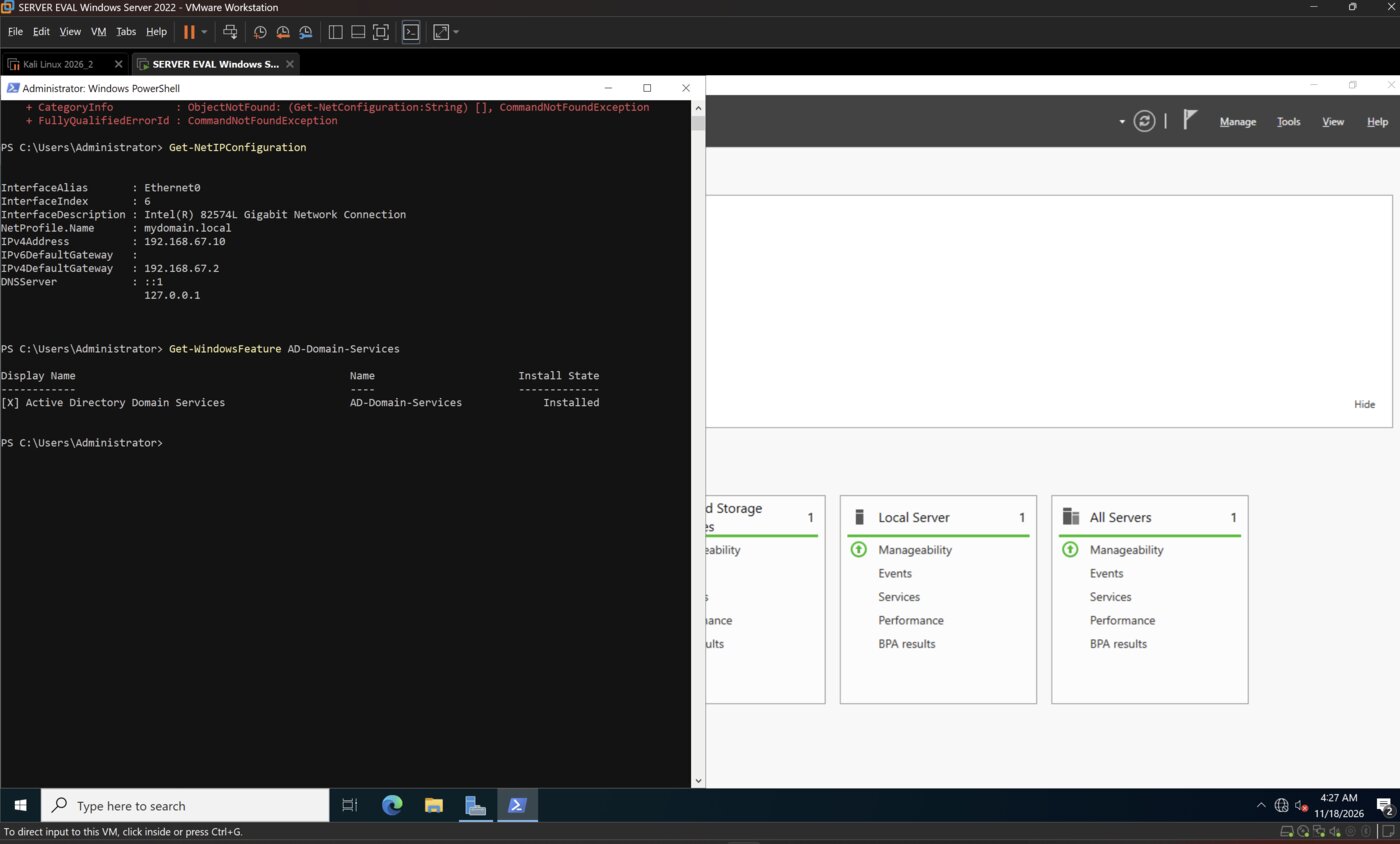 SERVER EVAL Windows Server 2022 - VMware Workstation
File Edit View VM Tabs Help
Kali Linux 2026_2
SERVER EVAL Windows S...
Administrator: Windows PowerShell
+ CategoryInfo : ObjectNotFound: (Get-NetConfiguration:String) [], CommandNotFoundException
+ FullyQualifiedErrorId : CommandNotFoundException
PS C:\Users\Administrator> Get-NetIPConfiguration
InterfaceAlias : Ethernet0
InterfaceIndex : 6
InterfaceDescription : Intel(R) 82574L Gigabit Network Connection
NetProfile.Name : mydomain.local
IPv4Address : 192.168.67.10
IPv6DefaultGateway :
IPv4DefaultGateway : 192.168.67.2
DNSServer : ::1
127.0.0.1
PS C:\Users\Administrator> Get-WindowsFeature AD-Domain-Services
Display Name Name Install State
------------ ---- -------------
[X] Active Directory Domain Services AD-Domain-Services Installed
PS C:\Users\Administrator>
Manage Tools View Help
Hide
d Storage 1
es
eability
s
ance
ults
Local Server 1
Manageability
Events
Services
Performance
BPA results
All Servers 1
Manageability
Events
Services
Performance
BPA results
Type here to search
4:27 AM
11/18/2026
2
To direct input to this VM, click inside or press Ctrl+G.